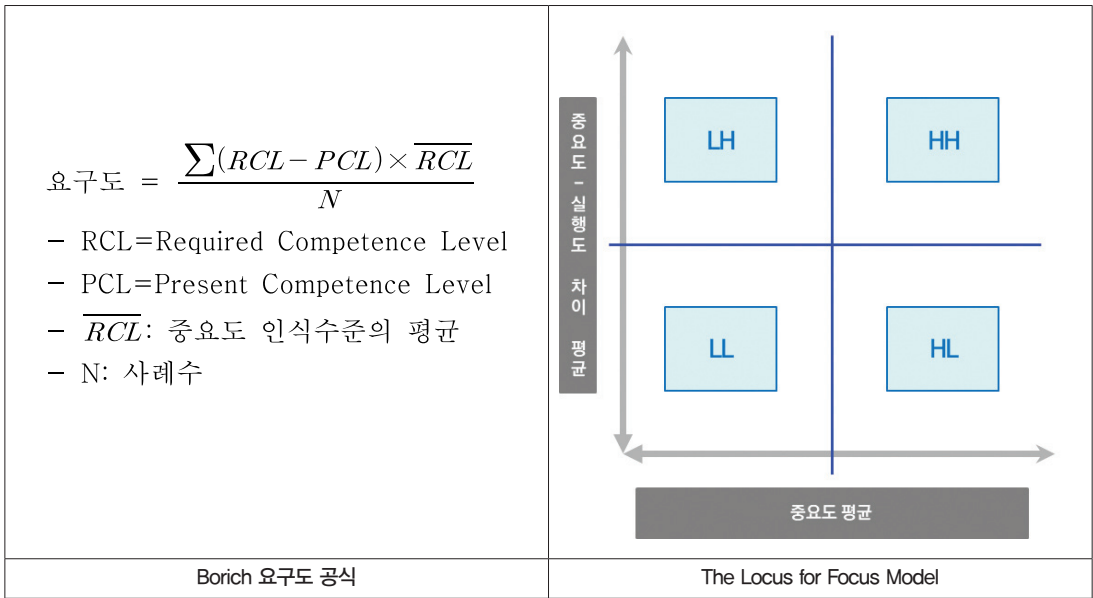 요구도 = ∑(RCL－PCL)×\overline{RCL} / N
－ RCL=Required Competence Level
－ PCL=Present Competence Level
－ \overline{RCL}: 중요도 인식수준의 평균
－ N: 사례수
중요도-실행도 차이 평균
LH
HH
LL
HL
중요도 평균
Borich 요구도 공식
The Locus for Focus Model